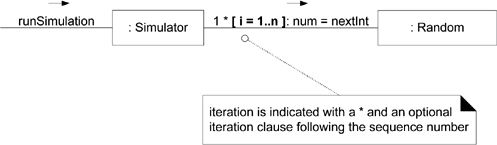 runSimulation
: Simulator
1 * [ i = 1..n ]: num = nextInt
: Random
iteration is indicated with a * and an optional
iteration clause following the sequence number